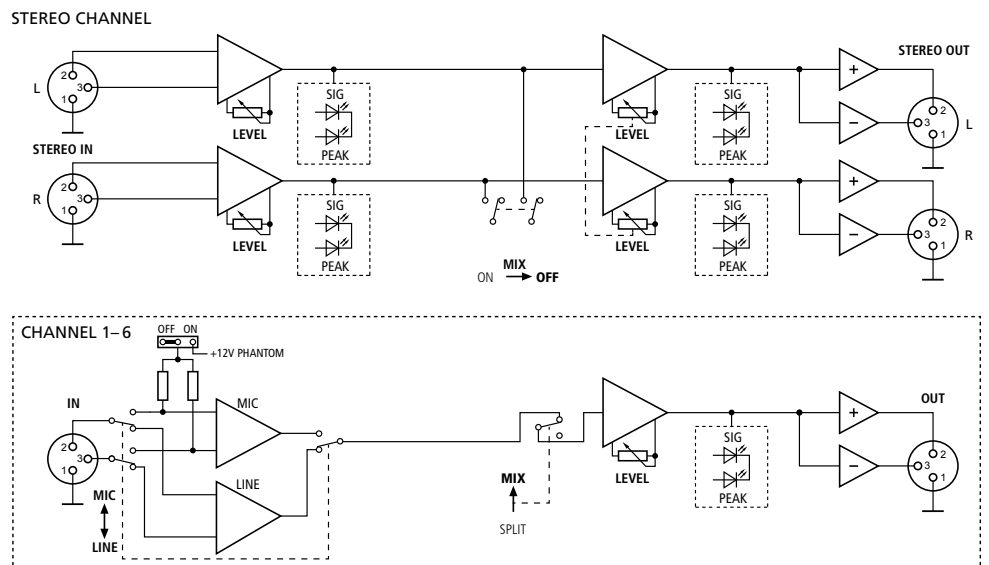 STEREO CHANNEL
STEREO OUT
2
L 3
1
SIG
PEAK
LEVEL
LEVEL
SIG
PEAK
+
−
2
3 L
1
STEREO IN
2
R 3
1
SIG
PEAK
LEVEL
LEVEL
SIG
PEAK
+
−
2
3 R
1
MIX
ON OFF
CHANNEL 1–6
OFF ON
+12V PHANTOM
IN
MIC
OUT
2
3
1
LINE
MIC
LINE
MIX
SPLIT
LEVEL
SIG
PEAK
+
−
2
3
1